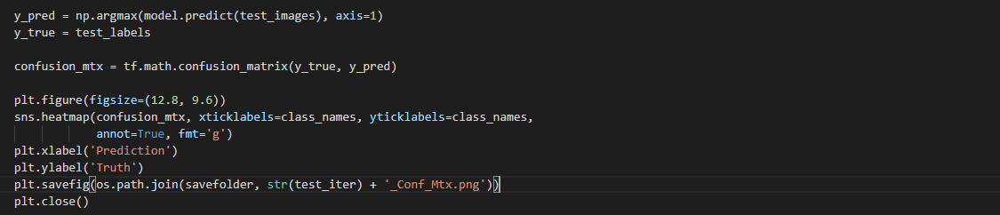 y_pred = np.argmax(model.predict(test_images), axis=1)
y_true = test_labels
confusion_mtx = tf.math.confusion_matrix(y_true, y_pred)
plt.figure(figsize=(12.8, 9.6))
sns.heatmap(confusion_mtx, xticklabels=class_names, yticklabels=class_names,
            annot=True, fmt='g')
plt.xlabel('Prediction')
plt.ylabel('Truth')
plt.savefig(os.path.join(savefolder, str(test_iter) + '_Conf_Mtx.png'))
plt.close()